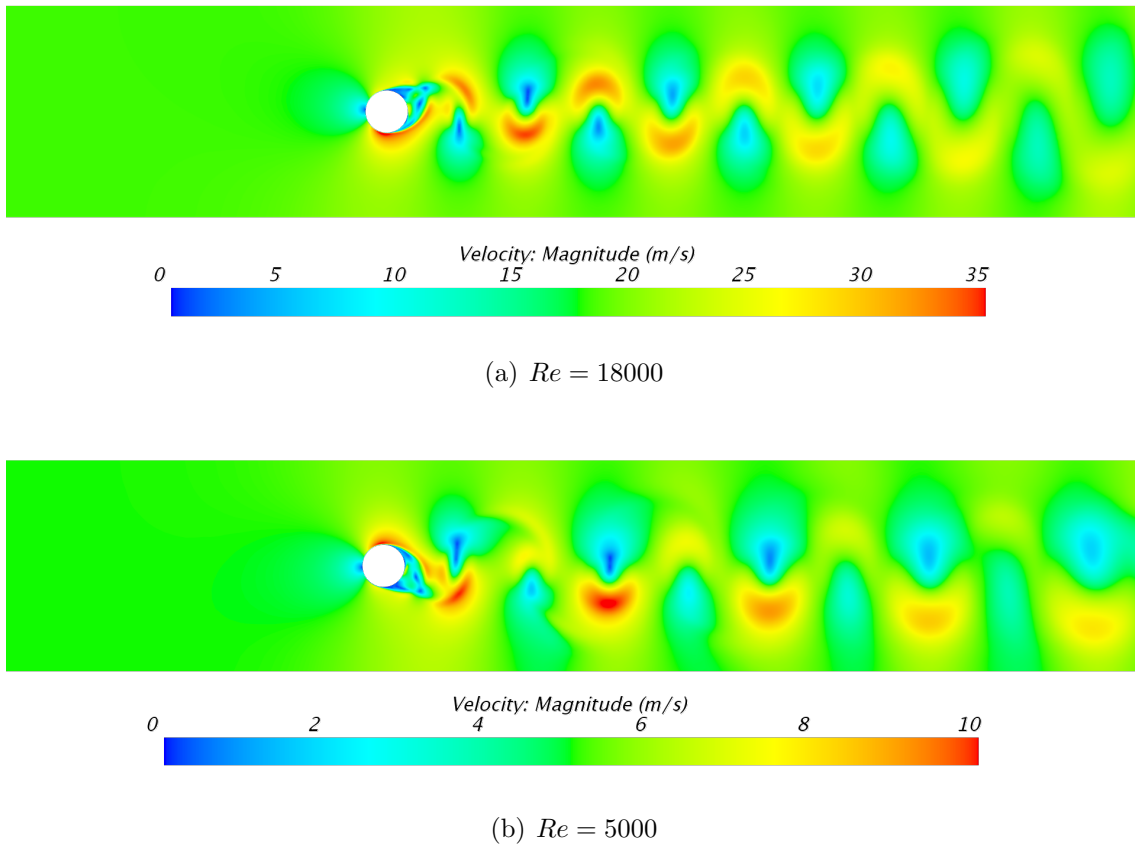 Velocity: Magnitude (m/s)
0 5 10 15 20 25 30 35
(a) Re = 18000
Velocity: Magnitude (m/s)
0 2 4 6 8 10
(b) Re = 5000